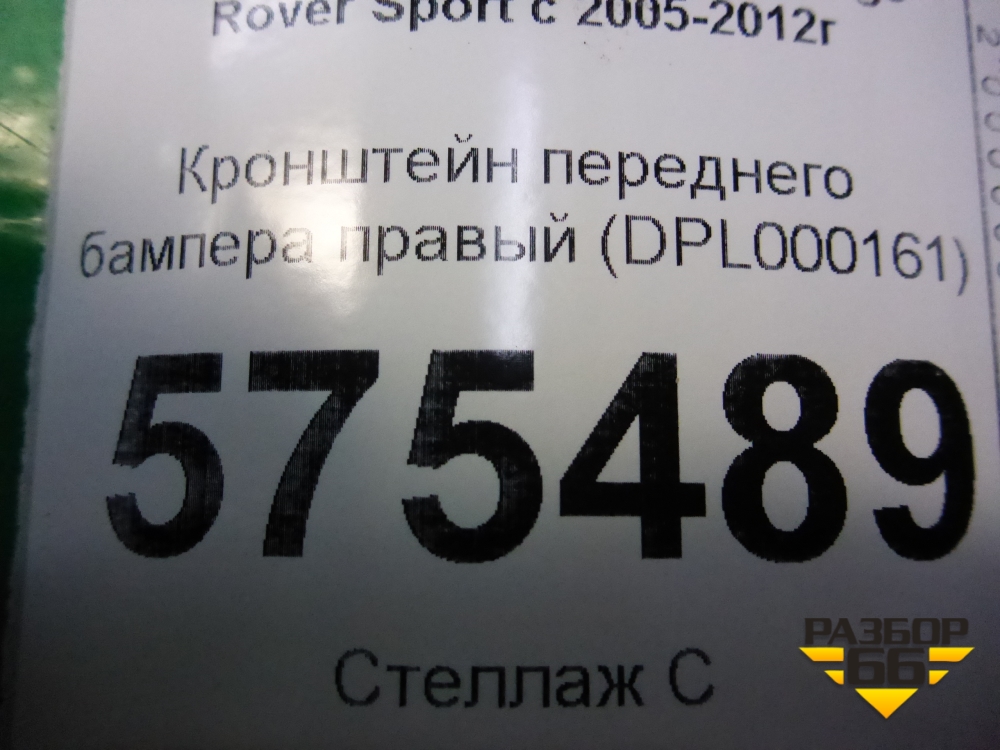 Rover Sport с 2005-2012г
Кронштейн переднего
бампера правый (DPL000161)
575489
Стеллаж С
РАЗБОР
66